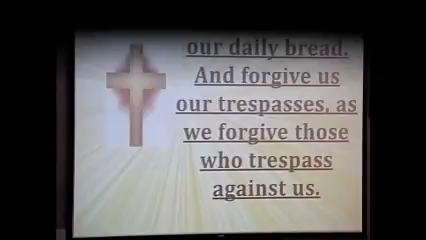 our daily bread.
And forgive us
our trespasses, as
we forgive those
who trespass
against us.